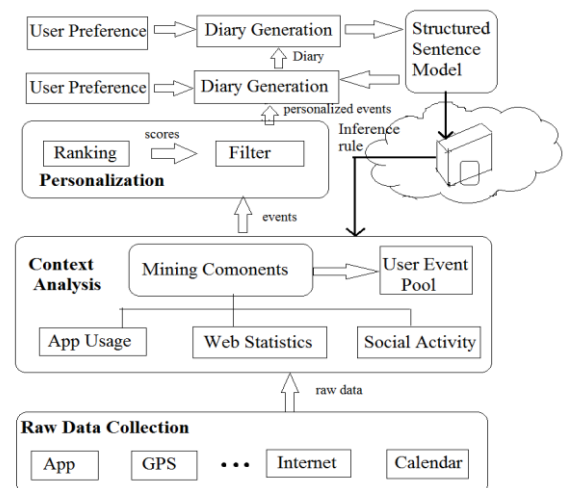 User Preference
Diary Generation
Structured
Sentence
Model
Diary
User Preference
Diary Generation
personalized events
Inference
rule
scores
Ranking
Filter
Personalization
events
Context
Analysis
Mining Comonents
User Event
Pool
App Usage
Web Statistics
Social Activity
raw data
Raw Data Collection
App
GPS
• • •
Internet
Calendar